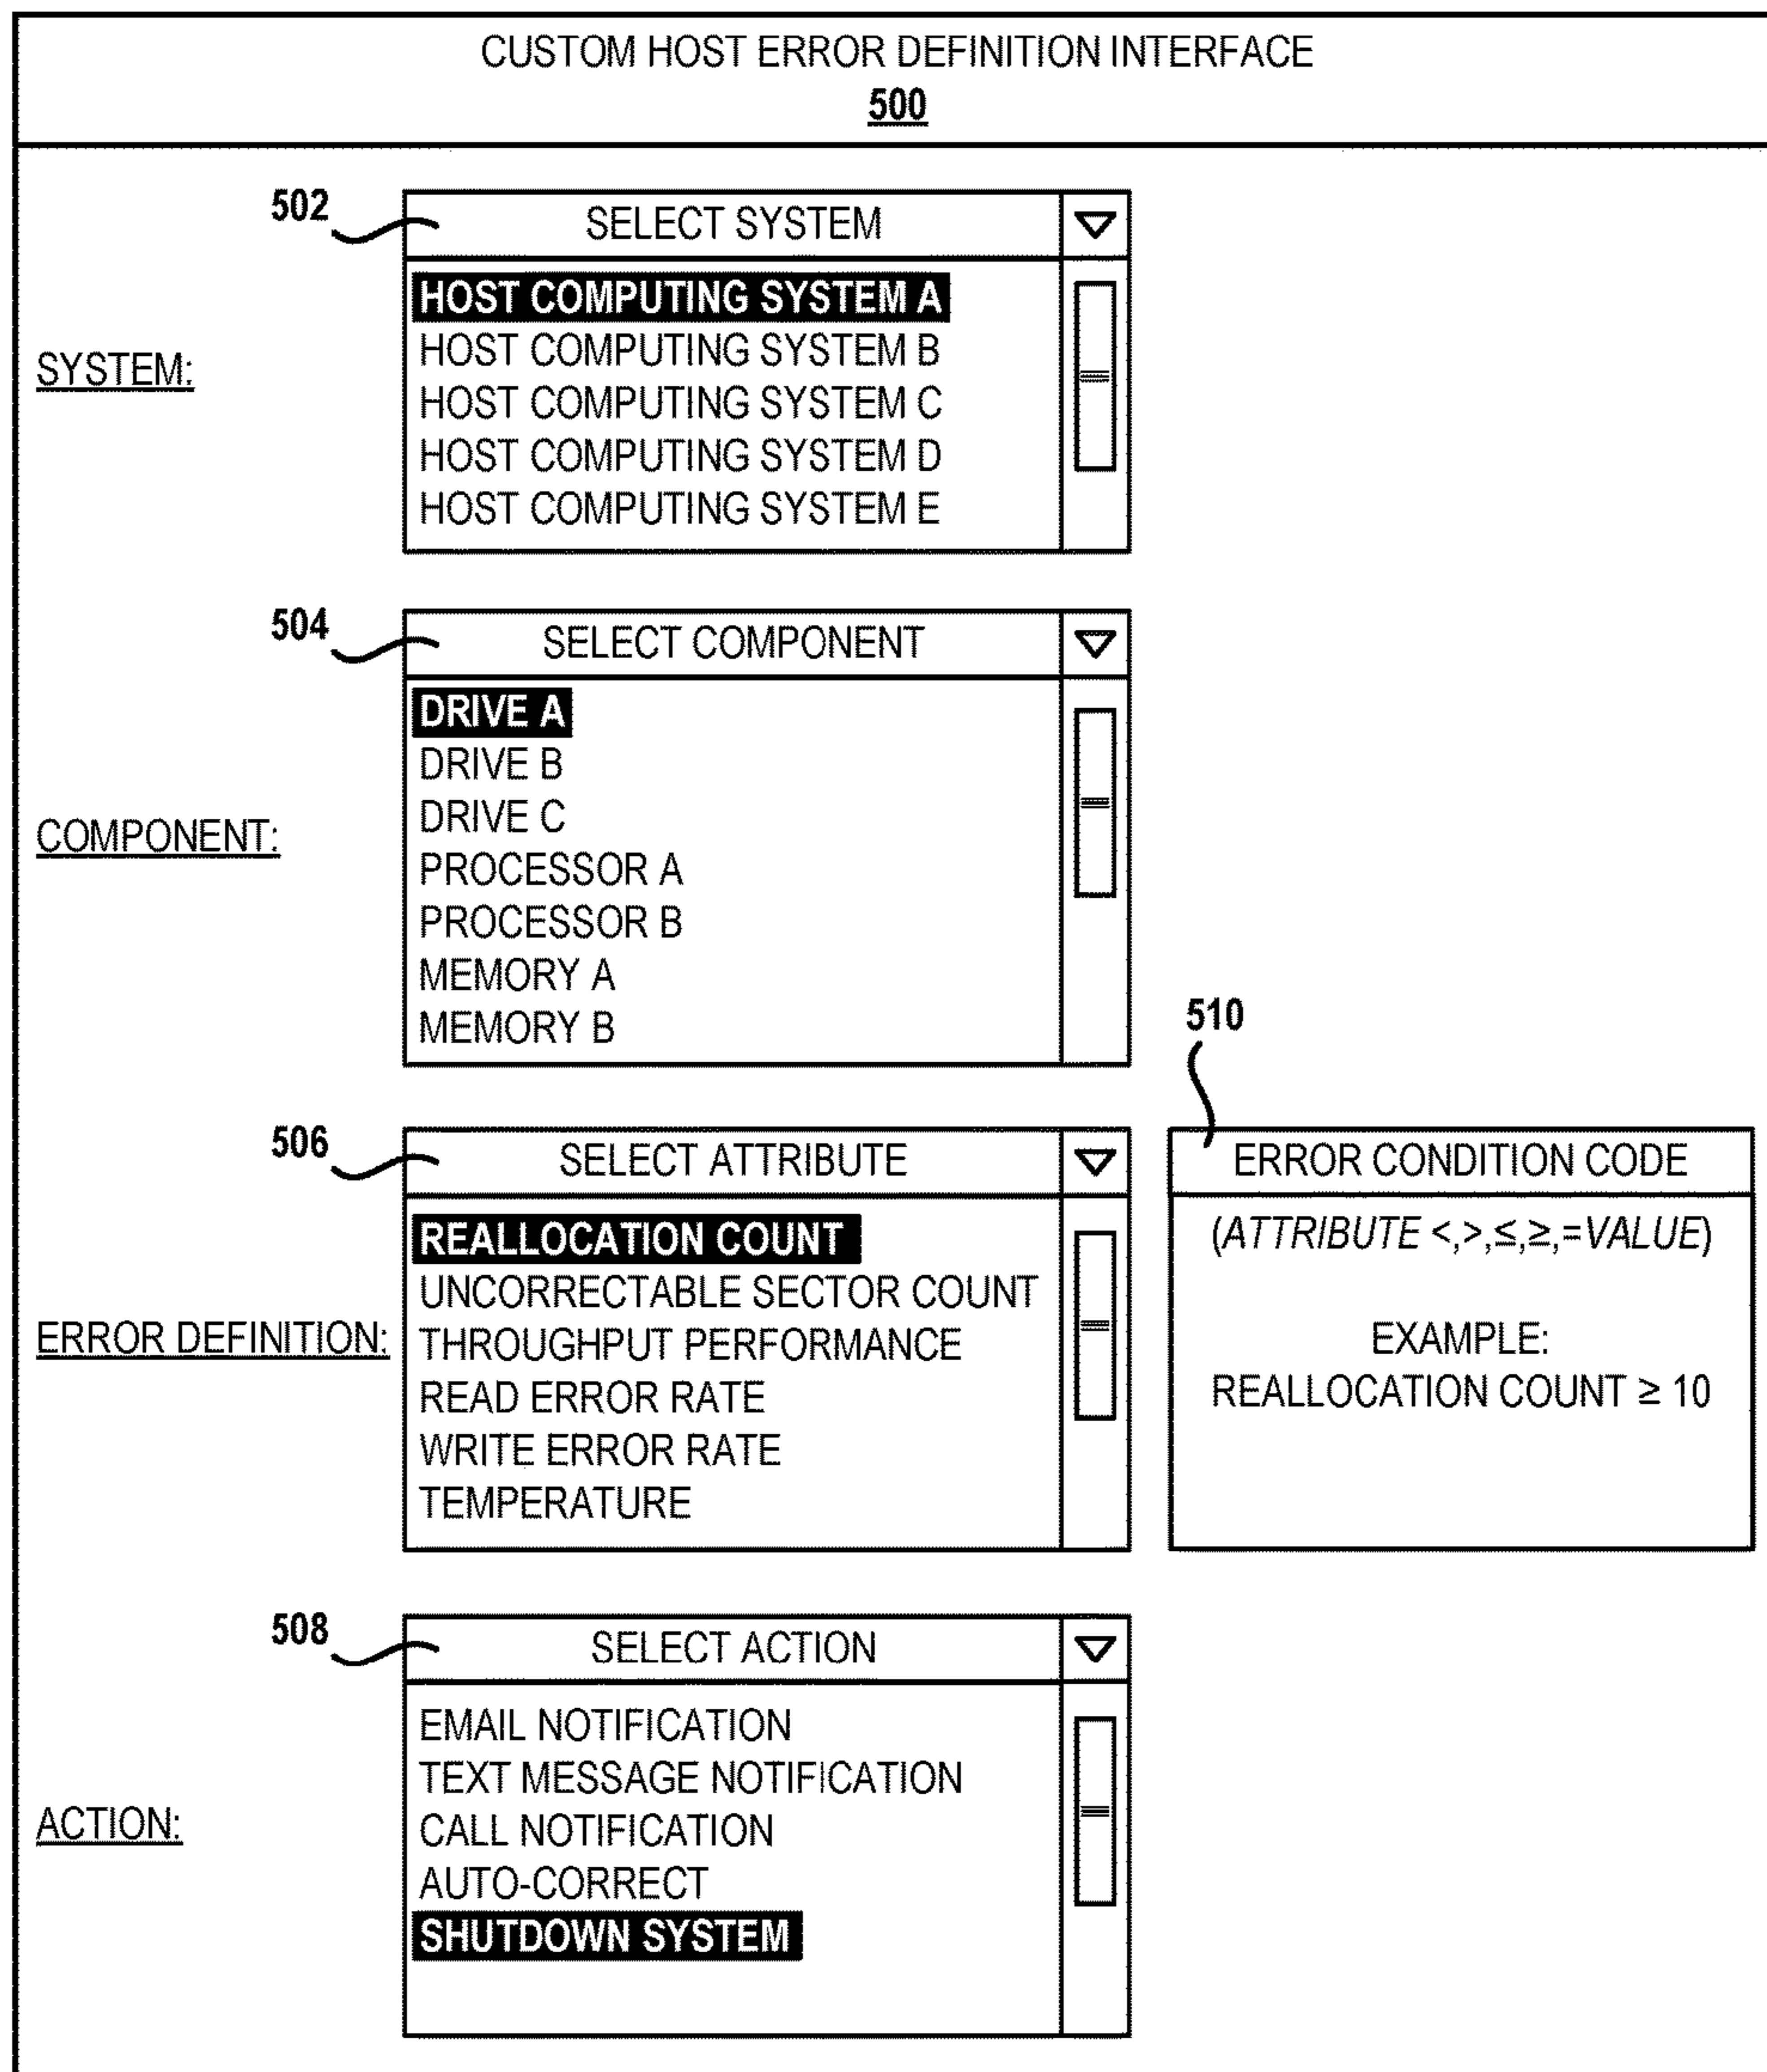 CUSTOM HOST ERROR DEFINITION INTERFACE
500
502
SELECT SYSTEM
SYSTEM:
HOST COMPUTING SYSTEM A
HOST COMPUTING SYSTEM B
HOST COMPUTING SYSTEM C
HOST COMPUTING SYSTEM D
HOST COMPUTING SYSTEM E
504
SELECT COMPONENT
COMPONENT:
DRIVE A
DRIVE B
DRIVE C
PROCESSOR A
PROCESSOR B
MEMORY A
MEMORY B
506
SELECT ATTRIBUTE
ERROR DEFINITION:
REALLOCATION COUNT
UNCORRECTABLE SECTOR COUNT
THROUGHPUT PERFORMANCE
READ ERROR RATE
WRITE ERROR RATE
TEMPERATURE
510
ERROR CONDITION CODE
(ATTRIBUTE <,>,≤,≥,=VALUE)
EXAMPLE:
REALLOCATION COUNT ≥ 10
508
SELECT ACTION
ACTION:
EMAIL NOTIFICATION
TEXT MESSAGE NOTIFICATION
CALL NOTIFICATION
AUTO-CORRECT
SHUTDOWN SYSTEM